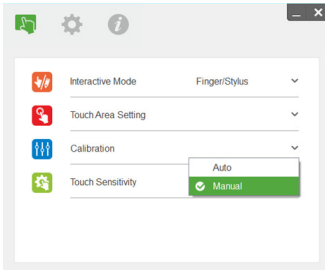 Interactive Mode Finger/Stylus
Touch Area Setting
Calibration
Auto
Touch Sensitivity Manual